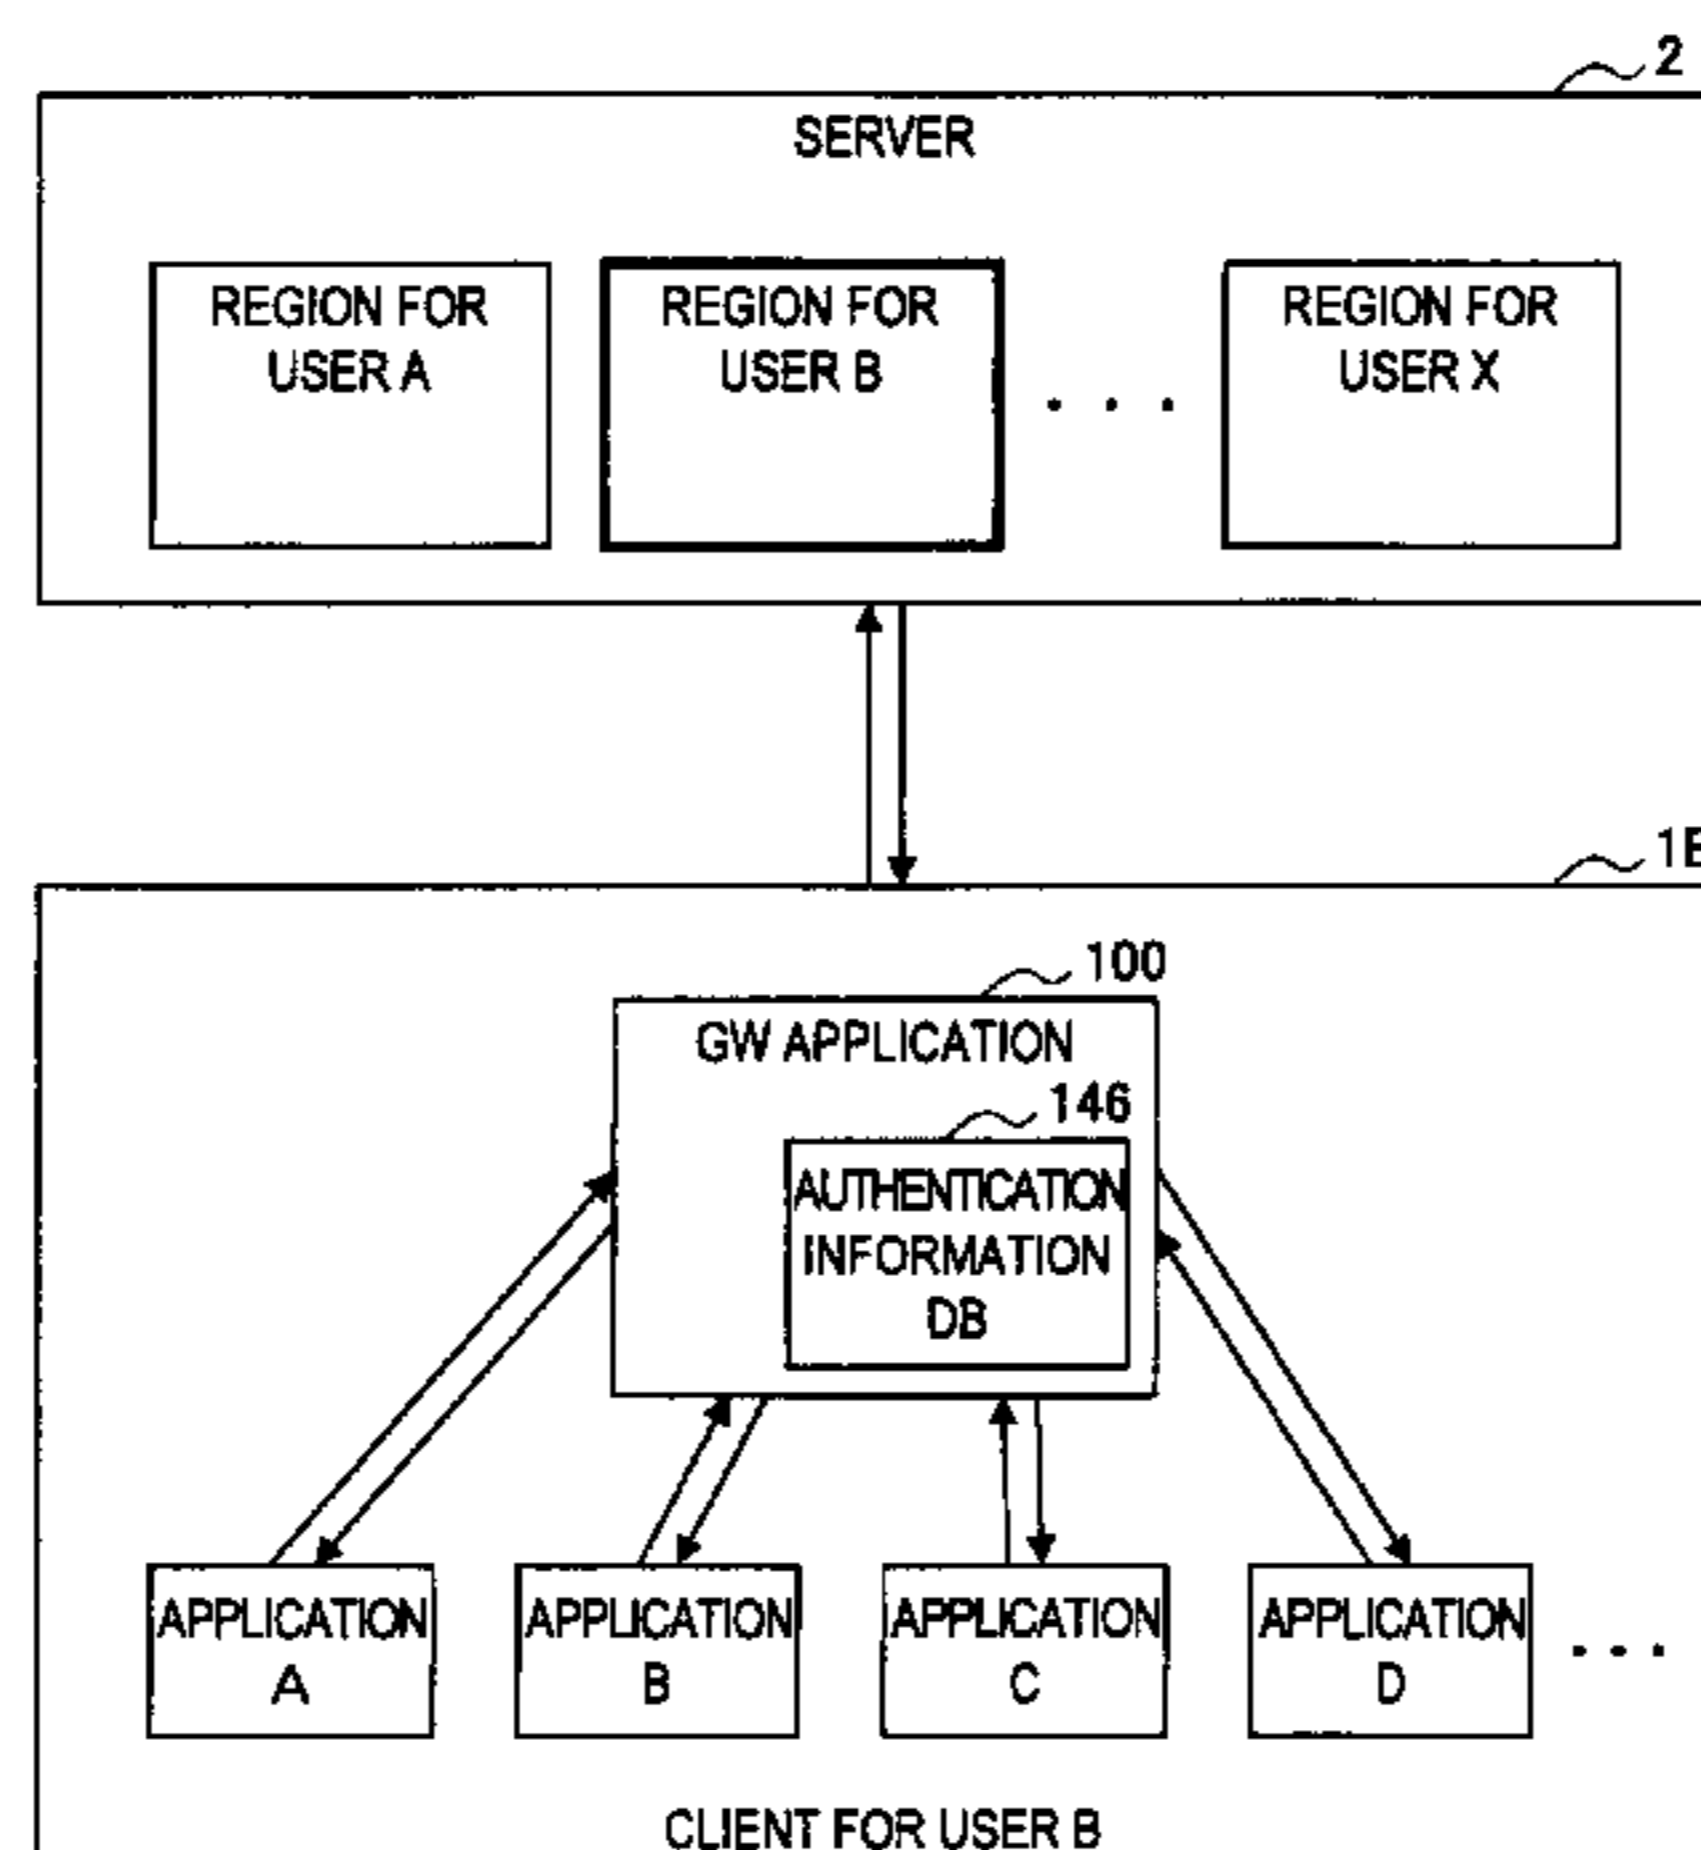 2
SERVER
REGION FOR
USER A
REGION FOR
USER B
. . .
REGION FOR
USER X
100
GW APPLICATION
146
AUTHENTICATION
INFORMATION
DB
APPLICATION
A
APPLICATION
B
APPLICATION
C
APPLICATION
D
. . .
CLIENT FOR USER B